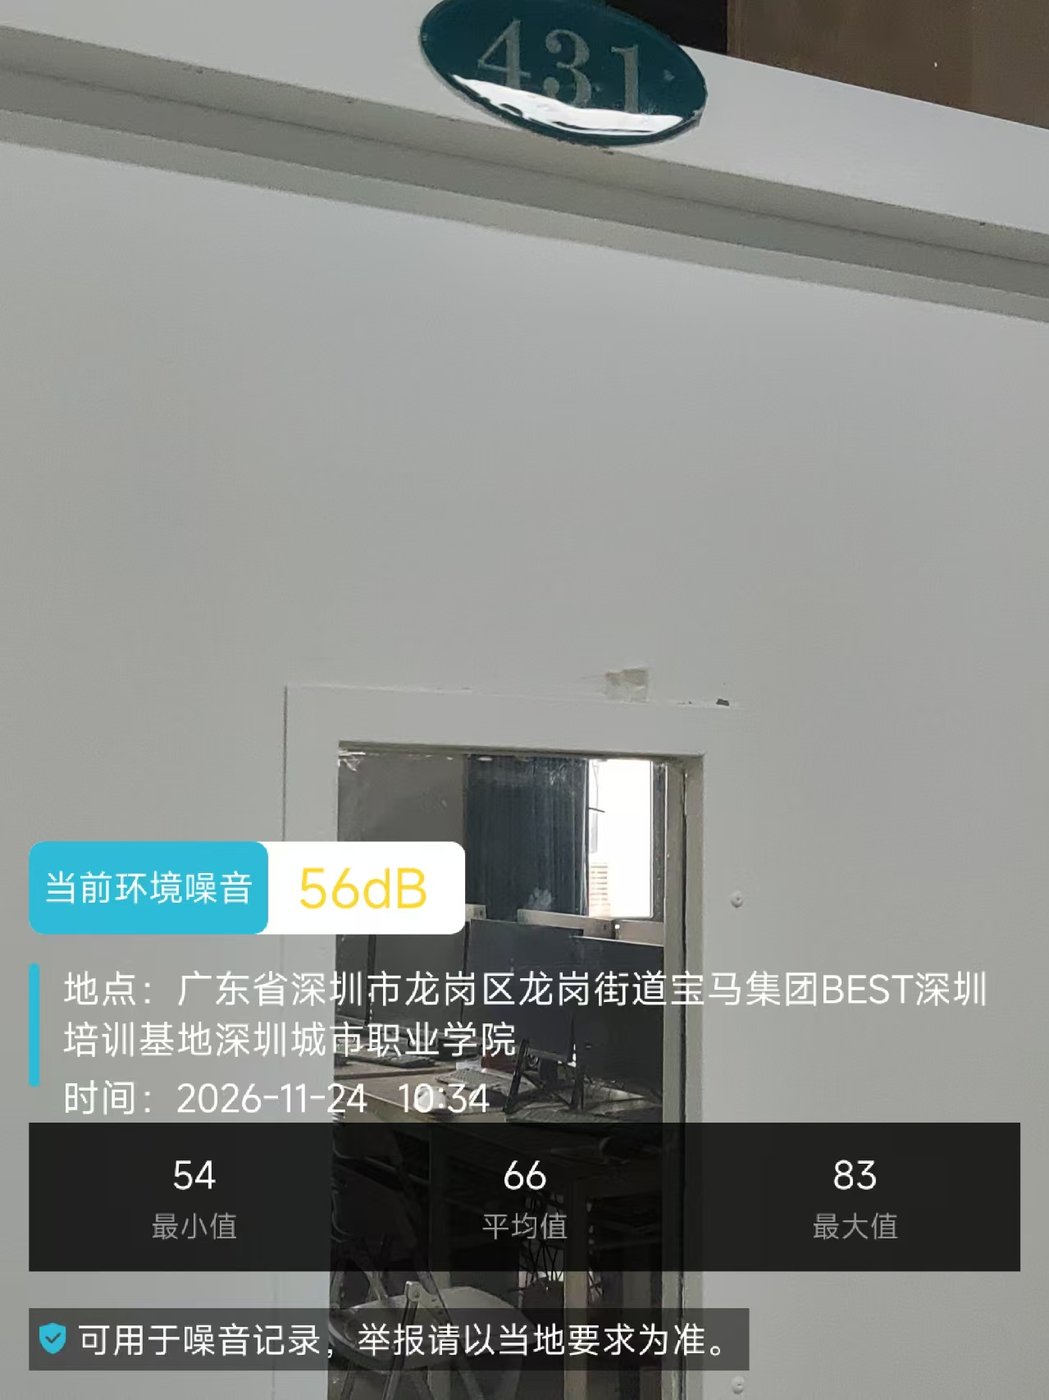 431
当前环境噪音 56dB
地点：广东省深圳市龙岗区龙岗街道宝马集团BEST深圳
培训基地深圳城市职业学院
时间：2026-11-24 10:34
54 66 83
最小值 平均值 最大值
可用于噪音记录，举报请以当地要求为准。